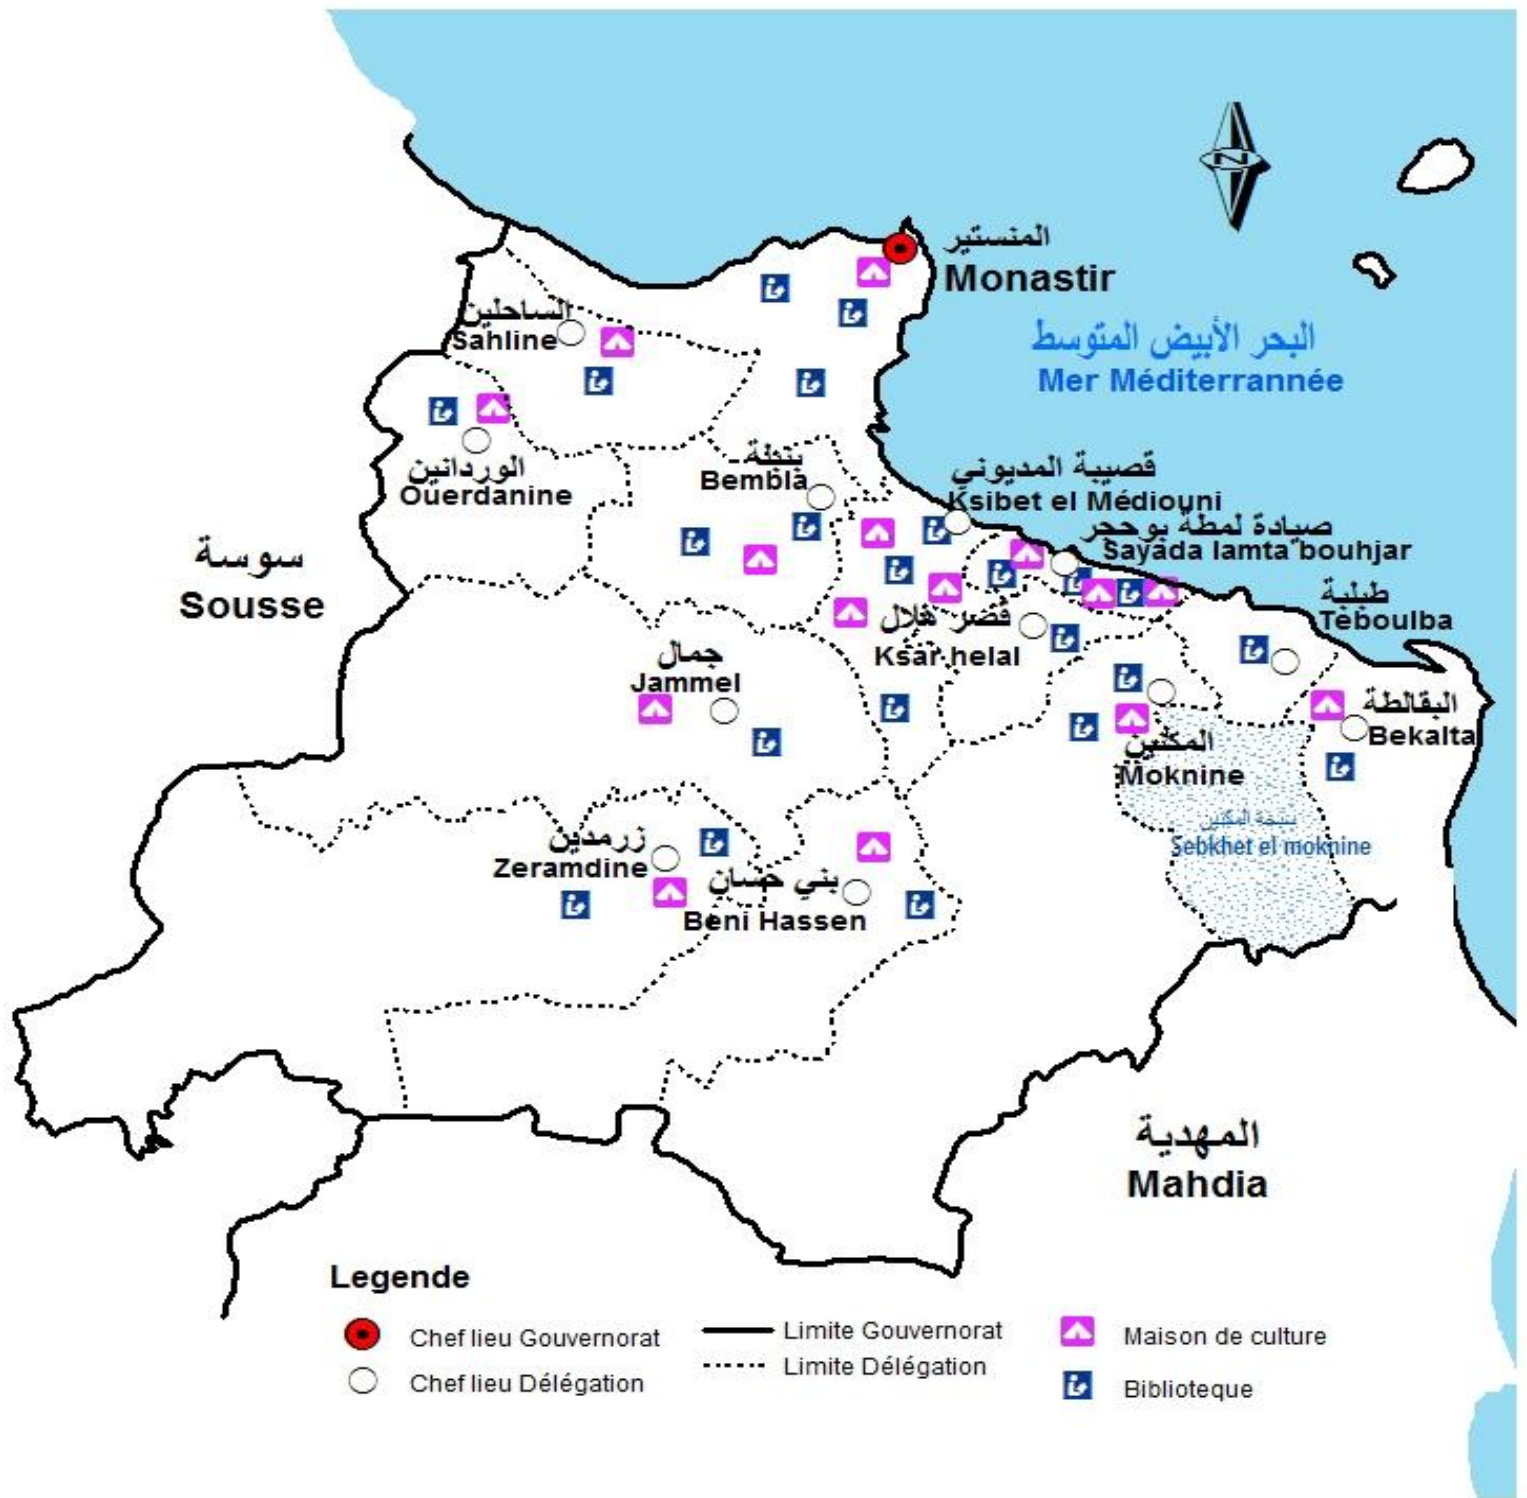 المنستير
Monastir
الساحلين
Sahline
البحر الأبيض المتوسط
Mer Méditerrannée
الوردانين
Ouerdanine
بنبلة
Bembla
قصيبة المديوني
Ksibet el Médiouni
صيادة لمطة بوحجر
Sayada lamta bouhjar
سوسة
Sousse
طبلبة
Teboulba
قصر هلال
Ksar helal
جمال
Jammel
البقالطة
Bekalta
المكنين
Moknine
سبخة المكنين
Sebkhet el moknine
زرمدين
Zeramdine
بني حسان
Beni Hassen
المهدية
Mahdia
N
Legende
Chef lieu Gouvernorat
Chef lieu Délégation
Limite Gouvernorat
Limite Délégation
Maison de culture
Biblioteque